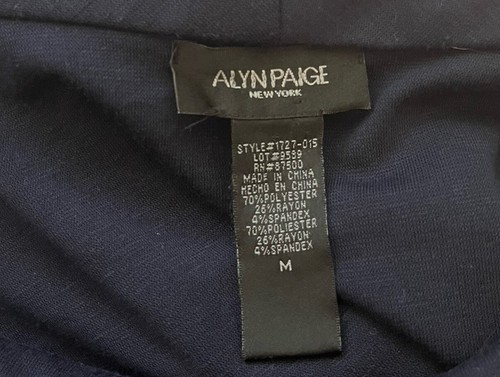 ALYN PAIGE
NEW YORK
STYLE#1727-015
LOT#9589
RN#87500
MADE IN CHINA
HECHO EN CHINA
70%POLYESTER
26%RAYON
4%SPANDEX
70%POLIESTER
26%RAYON
4%SPANDEX
M